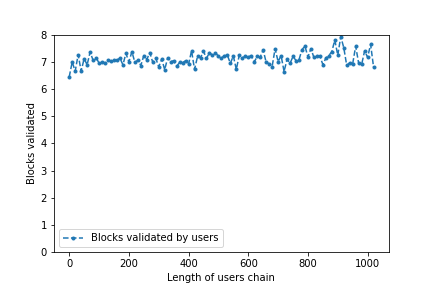 8
7
6
5
4
3
2
1
0
Blocks validated
Blocks validated by users
0 200 400 600 800 1000
Length of users chain